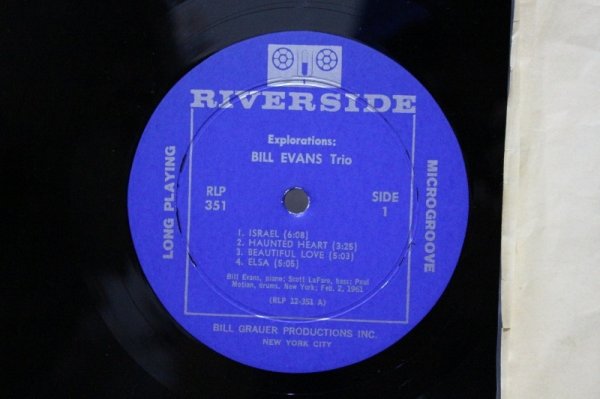 RIVERSIDE
Explorations:
BILL EVANS Trio
RLP
351
SIDE
1
LONG PLAYING
MICROGROOVE
1. ISRAEL (6:08)
2. HAUNTED HEART (3:25)
3. BEAUTIFUL LOVE (5:03)
4. ELSA (5:05)
Bill Evans, piano; Scott LaFaro, bass; Paul
Motian, drums. New York; Feb. 2, 1961
(RLP 12-351 A)
BILL GRAUER PRODUCTIONS INC.
NEW YORK CITY